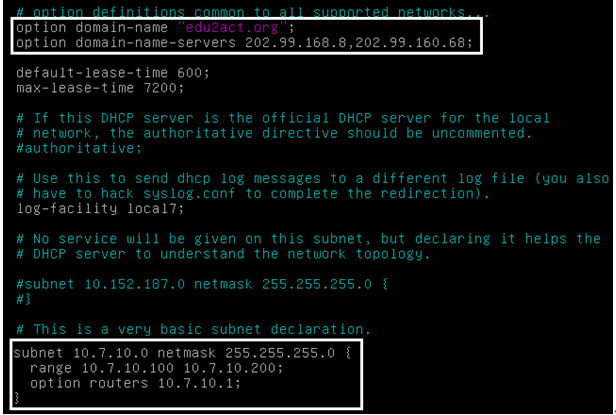 # option definitions common to all supported networks...
option domain-name "edu2act.org";
option domain-name-servers 202.99.168.8,202.99.160.68;
default-lease-time 600;
max-lease-time 7200;
# If this DHCP server is the official DHCP server for the local
# network, the authoritative directive should be uncommented.
#authoritative;
# Use this to send dhcp log messages to a different log file (you also
# have to hack syslog.conf to complete the redirection).
log-facility local7;
# No service will be given on this subnet, but declaring it helps the
# DHCP server to understand the network topology.
#subnet 10.152.187.0 netmask 255.255.255.0 {
#}
# This is a very basic subnet declaration.
subnet 10.7.10.0 netmask 255.255.255.0 {
range 10.7.10.100 10.7.10.200;
option routers 10.7.10.1;
}